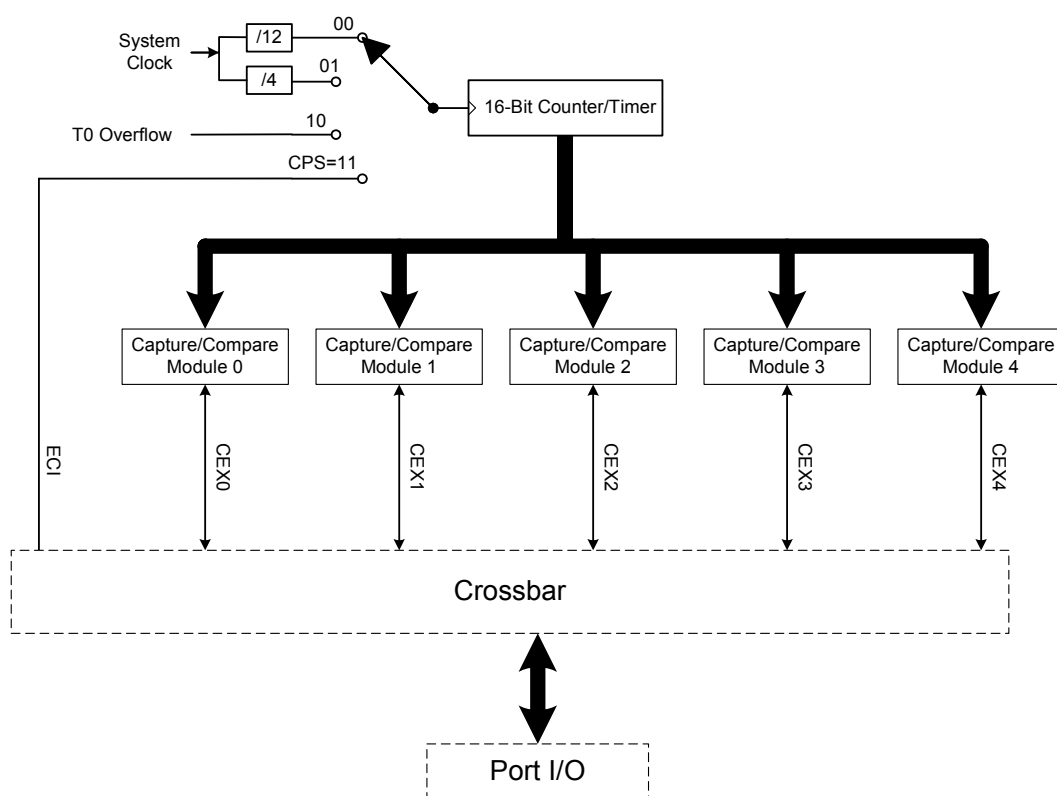 System
Clock
/12
00
/4
01
16-Bit Counter/Timer
T0 Overflow
10
CPS=11
Capture/Compare
Module 0
Capture/Compare
Module 1
Capture/Compare
Module 2
Capture/Compare
Module 3
Capture/Compare
Module 4
ECI
CEX0
CEX1
CEX2
CEX3
CEX4
Crossbar
Port I/O